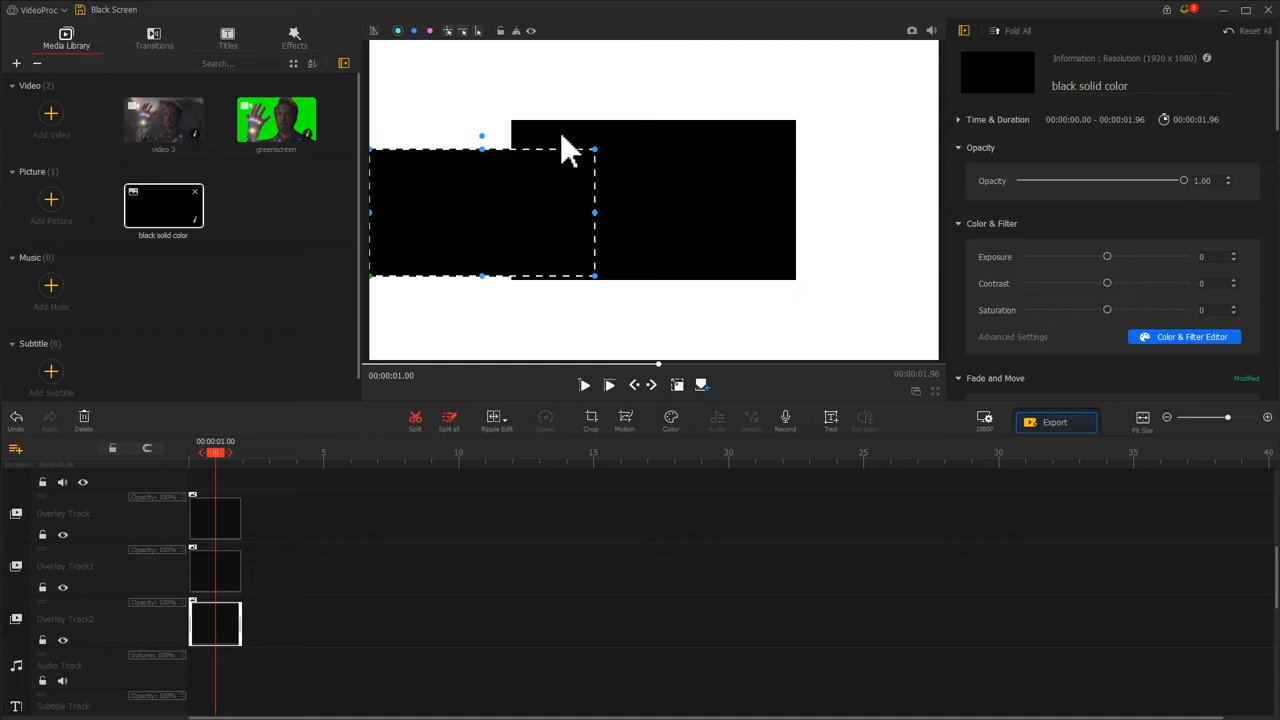 VideoProc
Black Screen
3
Media Library
Transitions
Titles
Effects
Search...
Fold All
Reset All
Information : Resolution (1920 x 1080)
black solid color
Time & Duration
00:00:00.00 - 00:00:01.96
00:00:01.96
Video (2)
Add Video
video 3
greenscreen
Opacity
Opacity
1.00
Picture (1)
Add Picture
black solid color
Color & Filter
Exposure
0
Contrast
0
Saturation
0
Advanced Settings
Color & Filter Editor
Music (0)
Add Music
Subtitle (0)
Add Subtitle
00:00:01.00
00:00:01.96
Fade and Move
Modified
Undo
Redo
Delete
Split
Split all
Ripple Edit
Speed
Crop
Motion
Color
Audio
Detach
Record
Text
Extractor
1080P
Export
Fit Size
00:00:01.00
5
10
15
20
25
30
35
40
Duration: 00:00:01.96
Opacity: 100%
Overlay Track
Opacity: 100%
Overlay Track1
Opacity: 100%
Overlay Track2
Volume: 100%
Audio Track
Opacity: 100%
Subtitle Track